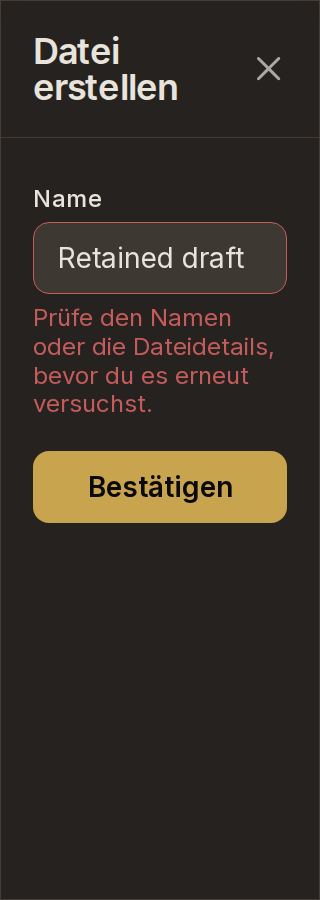 Datei
erstellen
Name
Retained draft
Prüfe den Namen
oder die Dateidetails,
bevor du es erneut
versuchst.
Bestätigen